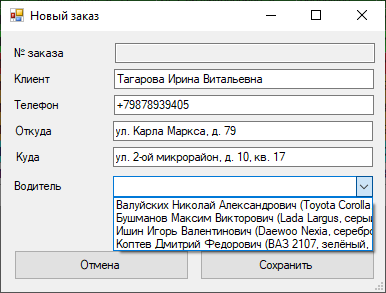 Новый заказ
№ заказа
Клиент Тагарова Ирина Витальевна
Телефон +79878939405
Откуда ул. Карла Маркса, д. 79
Куда ул. 2-ой микрорайон, д. 10, кв. 17
Водитель
Валуйских Николай Александрович (Toyota Corolla
Бушманов Максим Викторович (Lada Largus, серый
Ишин Игорь Валентинович (Daewoo Nexia, серебро
Коптев Дмитрий Федорович (ВАЗ 2107, зелёный,
Отмена Сохранить